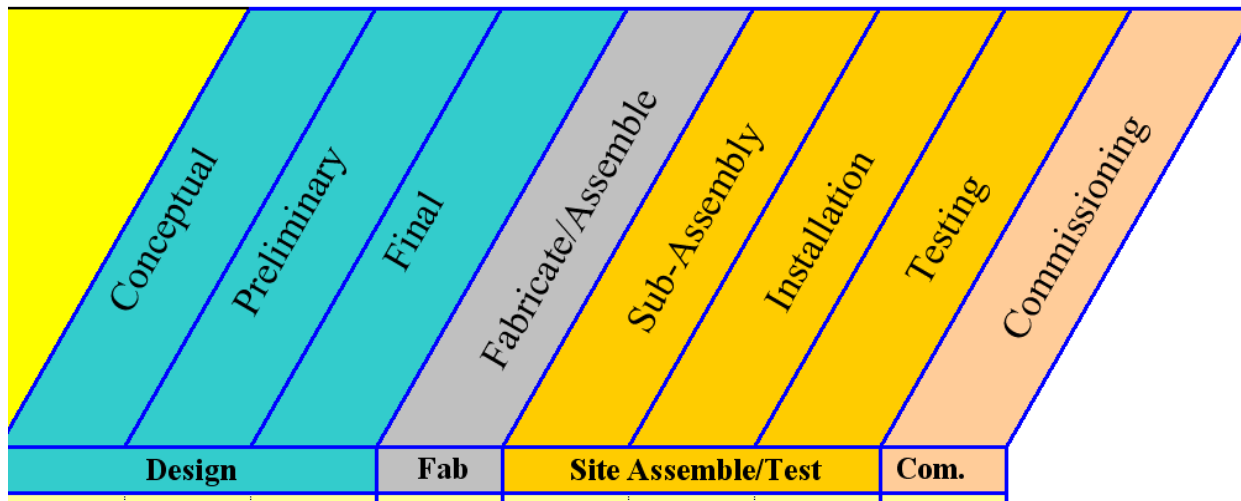 Conceptual
Preliminary
Final
Fabricate/Assemble
Sub-Assembly
Installation
Testing
Commissioning
Design
Fab
Site Assemble/Test
Com.